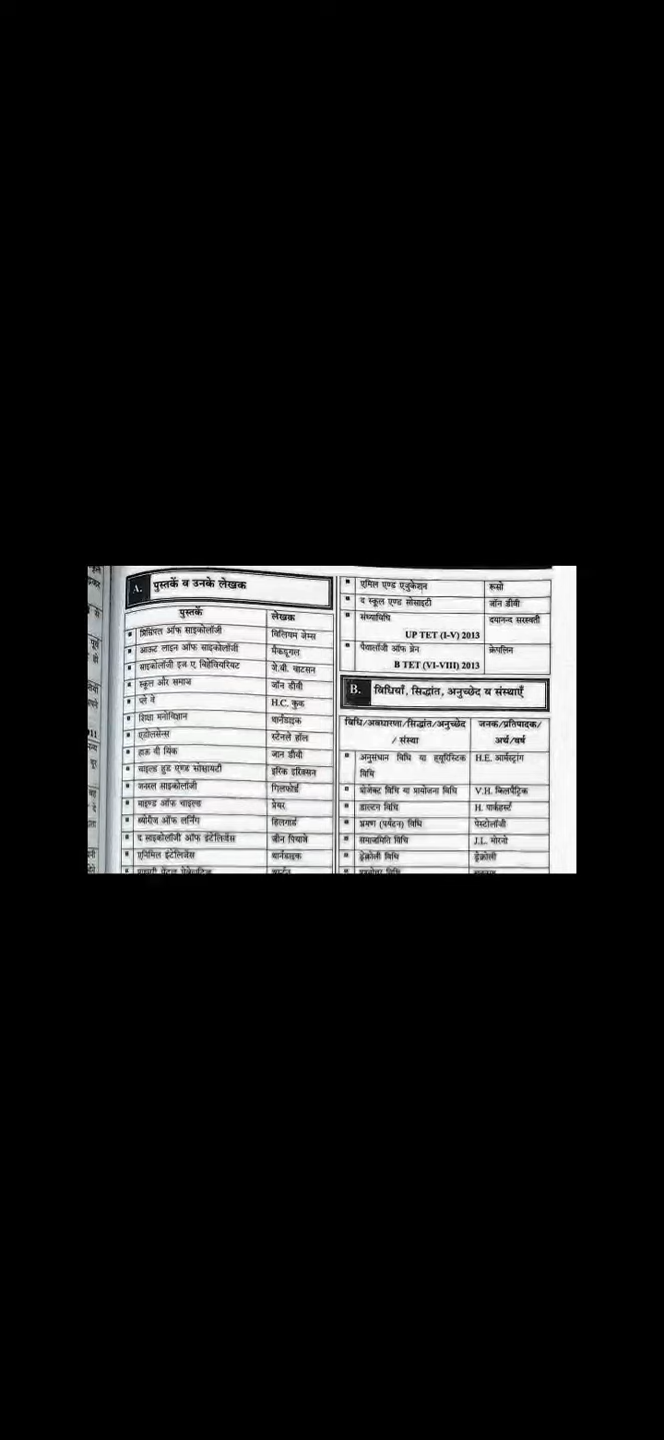 A. पुस्तकें व उनके लेखक
पुस्तकें लेखक
प्रिंसिपल ऑफ साइकोलॉजी विलियम जेम्स
आऊट लाइन ऑफ साइकोलॉजी मैकडूगल
साइकोलॉजी इज ए बिहेवियरिस्ट जे.बी. वाटसन
स्कूल और समाज जॉन डीवी
प्ले वे H.C. कुक
शिक्षा मनोविज्ञान थार्नडाइक
एडोलसेन्स स्टेनले हॉल
हाऊ वी थिंक जान डीवी
चाइल्ड हुड एण्ड सोसायटी इरिक इरिक्सन
जनरल साइकोलॉजी गिलफोर्ड
माइण्ड ऑफ चाइल्ड प्रेयर
थ्योरीज ऑफ लर्निंग हिलगार्ड
द साइकोलॉजी ऑफ इंटेलिजेंस जीन पियाजे
एनिमिल इंटेलिजेंस थार्नडाइक
एमिल एण्ड एजुकेशन रूसो
द स्कूल एण्ड सोसाइटी जॉन डीवी
संध्याविधि दयानन्द सरस्वती
UP TET (I-V) 2013
पैथालॉजी ऑफ ब्रेन क्रेपलिन
B TET (VI-VIII) 2013
B. विधियाँ, सिद्धांत, अनुच्छेद व संस्थाएँ
विधि/अवधारणा/सिद्धांत/अनुच्छेद जनक/प्रतिपादक/
/ संस्था अर्थ/वर्ष
अनुसंधान विधि या ह्यूरिस्टिक H.E. आर्मस्ट्रांग
विधि
प्रोजेक्ट विधि या प्रायोजना विधि V.H. किलपैट्रिक
डाल्टन विधि H. पार्कहर्स्ट
भ्रमण (पर्यटन) विधि पेस्टोलॉजी
समाजमिति विधि J.L. मोरनो
ड्रेक्रोली विधि ड्रेक्रोली